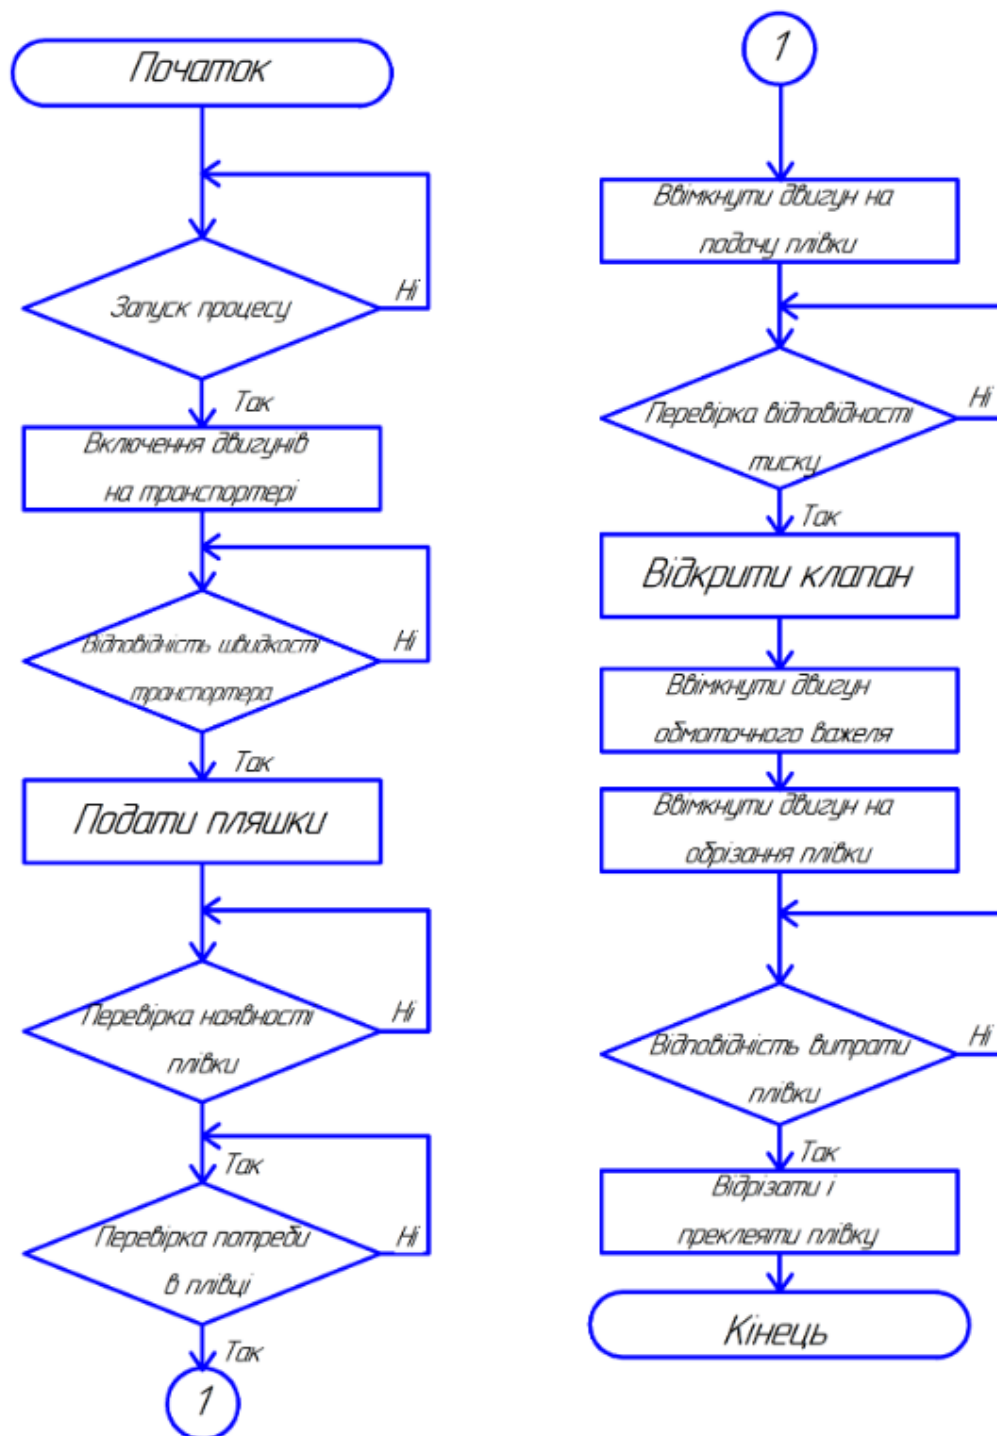 Початок
Запуск процесу
Ні
Так
Включення двигунів
на транспортері
Відповідність швидкості
транспортера
Ні
Так
Подати пляшки
Перевірка наявності
плівки
Ні
Так
Перевірка потреби
в плівці
Ні
Так
1
1
Ввімкнути двигун на
подачу плівки
Перевірка відповідності
тиску
Ні
Так
Відкрити клапан
Ввімкнути двигун
обмоточного важеля
Ввімкнути двигун на
обрізання плівки
Відповідність витрати
плівки
Ні
Так
Відрізати і
преклеяти плівку
Кінець